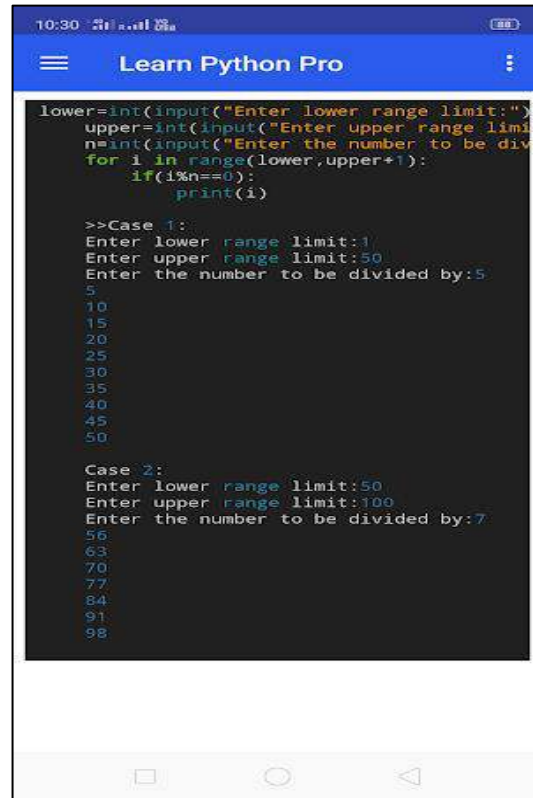 10:30
88
Learn Python Pro
lower=int(input("Enter lower range limit:")
upper=int(input("Enter upper range limi
n=int(input("Enter the number to be div
for i in range(lower,upper+1):
if(i%n==0):
print(i)
>>Case 1:
Enter lower range limit:1
Enter upper range limit:50
Enter the number to be divided by:5
5
10
15
20
25
30
35
40
45
50
Case 2:
Enter lower range limit:50
Enter upper range limit:100
Enter the number to be divided by:7
56
63
70
77
84
91
98